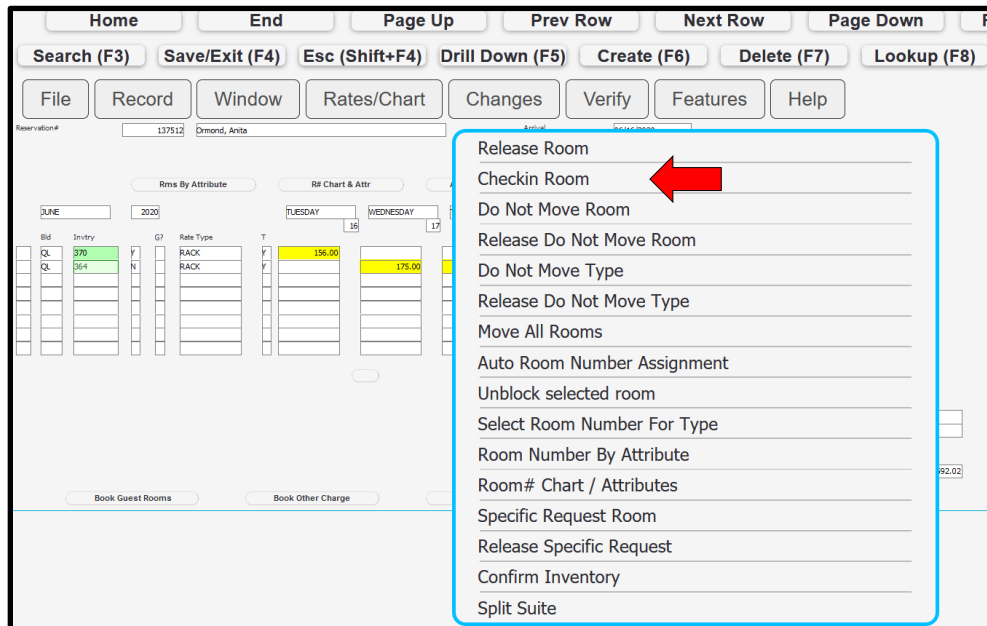 Home End Page Up Prev Row Next Row Page Down
Search (F3) Save/Exit (F4) Esc (Shift+F4) Drill Down (F5) Create (F6) Delete (F7) Lookup (F8)
File Record Window Rates/Chart Changes Verify Features Help
Reservation# 137512 Ormond, Anita Arrival 06/16/2020
Rms By Attribute R# Chart & Attr
JUNE 2020 TUESDAY WEDNESDAY
16 17
Bld Invtry G? Rate Type T
QL 370 Y RACK Y 156.00
QL 364 N RACK Y 175.00
592.02
Book Guest Rooms Book Other Charge
Release Room
Checkin Room
Do Not Move Room
Release Do Not Move Room
Do Not Move Type
Release Do Not Move Type
Move All Rooms
Auto Room Number Assignment
Unblock selected room
Select Room Number For Type
Room Number By Attribute
Room# Chart / Attributes
Specific Request Room
Release Specific Request
Confirm Inventory
Split Suite